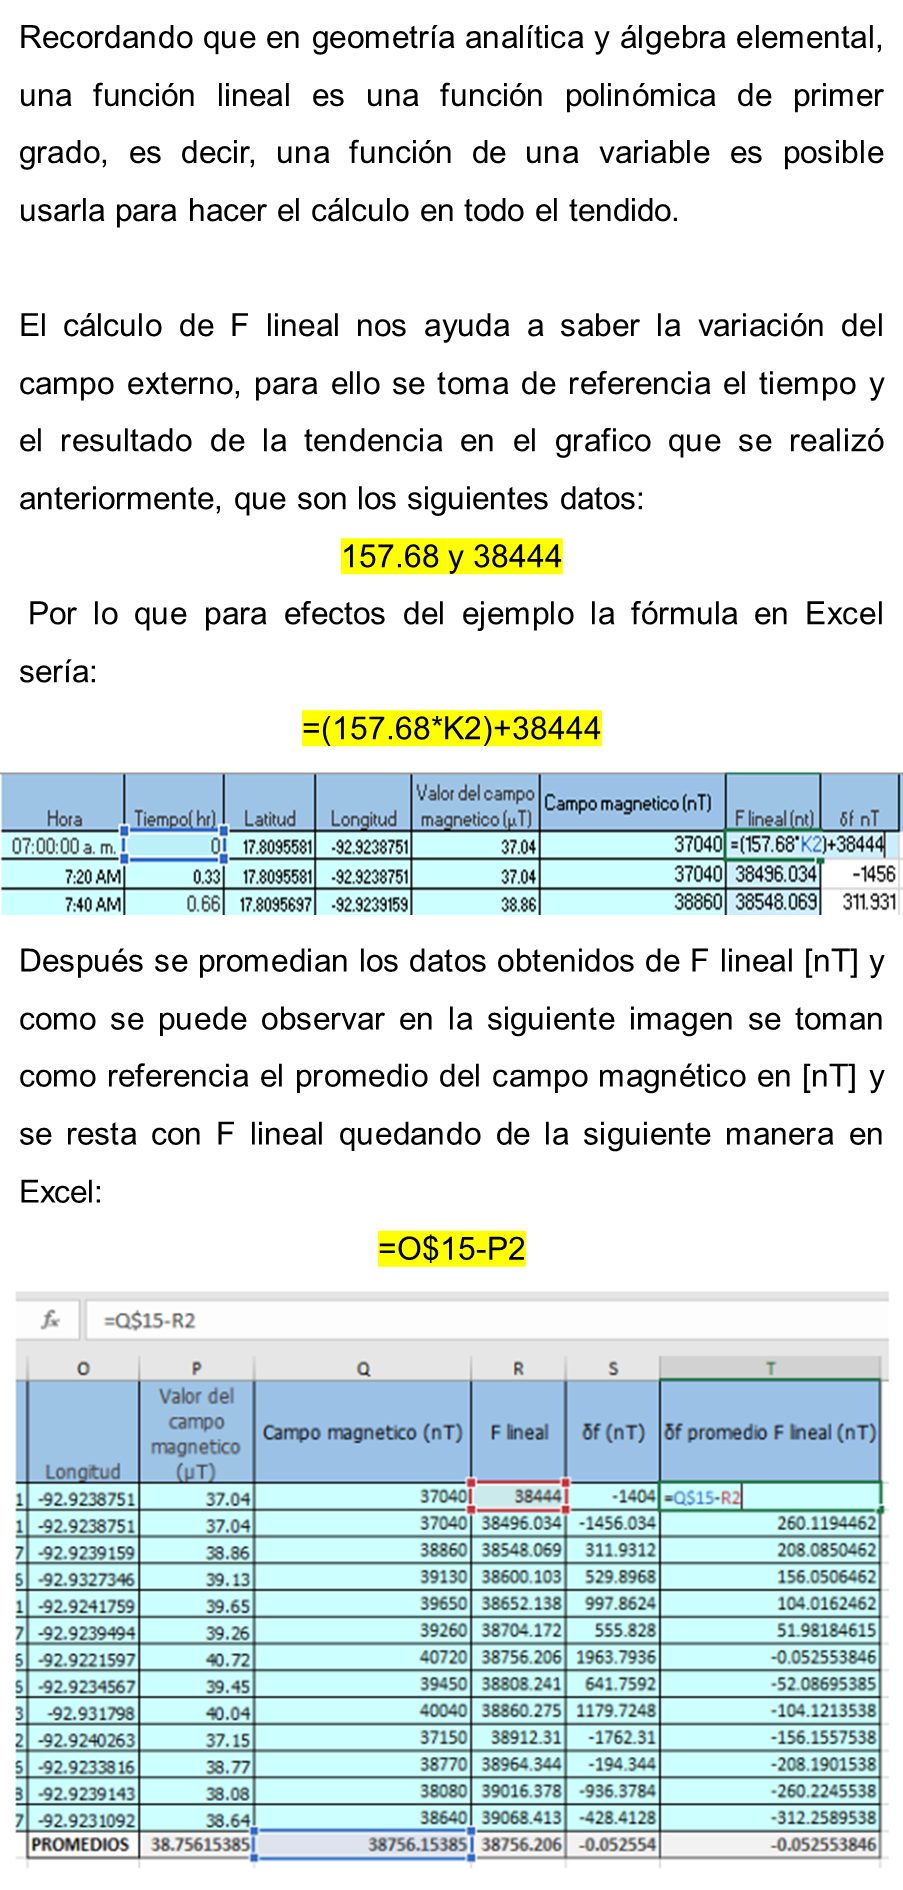 Recordando que en geometría analítica y álgebra elemental,
una función lineal es una función polinómica de primer
grado, es decir, una función de una variable es posible
usarla para hacer el cálculo en todo el tendido.
El cálculo de F lineal nos ayuda a saber la variación del
campo externo, para ello se toma de referencia el tiempo y
el resultado de la tendencia en el grafico que se realizó
anteriormente, que son los siguientes datos:
157.68 y 38444
Por lo que para efectos del ejemplo la fórmula en Excel
sería:
=(157.68*K2)+38444
Hora Tiempo( hr) Latitud Longitud Valor del campo magnetico (µT) Campo magnetico (nT) F lineal (nt) δf nT
07:00:00 a. m. 0 17.8095581 -92.9238751 37.04 37040 =(157.68*K2)+38444
7:20 AM 0.33 17.8095581 -92.9238751 37.04 37040 38496.034 -1456
7:40 AM 0.66 17.8095697 -92.9239159 38.86 38860 38548.069 311.931
Después se promedian los datos obtenidos de F lineal [nT] y
como se puede observar en la siguiente imagen se toman
como referencia el promedio del campo magnético en [nT] y
se resta con F lineal quedando de la siguiente manera en
Excel:
=O$15-P2
fx =Q$15-R2
O P Q R S T
Longitud Valor del campo magnetico (µT) Campo magnetico (nT) F lineal δf (nT) δf promedio F lineal (nT)
1 -92.9238751 37.04 37040 38444 -1404 =Q$15-R2
1 -92.9238751 37.04 37040 38496.034 -1456.034 260.1194462
7 -92.9239159 38.86 38860 38548.069 311.9312 208.0850462
6 -92.9327346 39.13 39130 38600.103 529.8968 156.0506462
1 -92.9241759 39.65 39650 38652.138 997.8624 104.0162462
7 -92.9239494 39.26 39260 38704.172 555.828 51.98184615
6 -92.9221597 40.72 40720 38756.206 1963.7936 -0.052553846
5 -92.9234567 39.45 39450 38808.241 641.7592 -52.08695385
3 -92.931798 40.04 40040 38860.275 1179.7248 -104.1213538
2 -92.9240263 37.15 37150 38912.31 -1762.31 -156.1557538
5 -92.9233816 38.77 38770 38964.344 -194.344 -208.1901538
8 -92.9239143 38.08 38080 39016.378 -936.3784 -260.2245538
7 -92.9231092 38.64 38640 39068.413 -428.4128 -312.2589538
PROMEDIOS 38.75615385 38756.15385 38756.206 -0.052554 -0.052553846